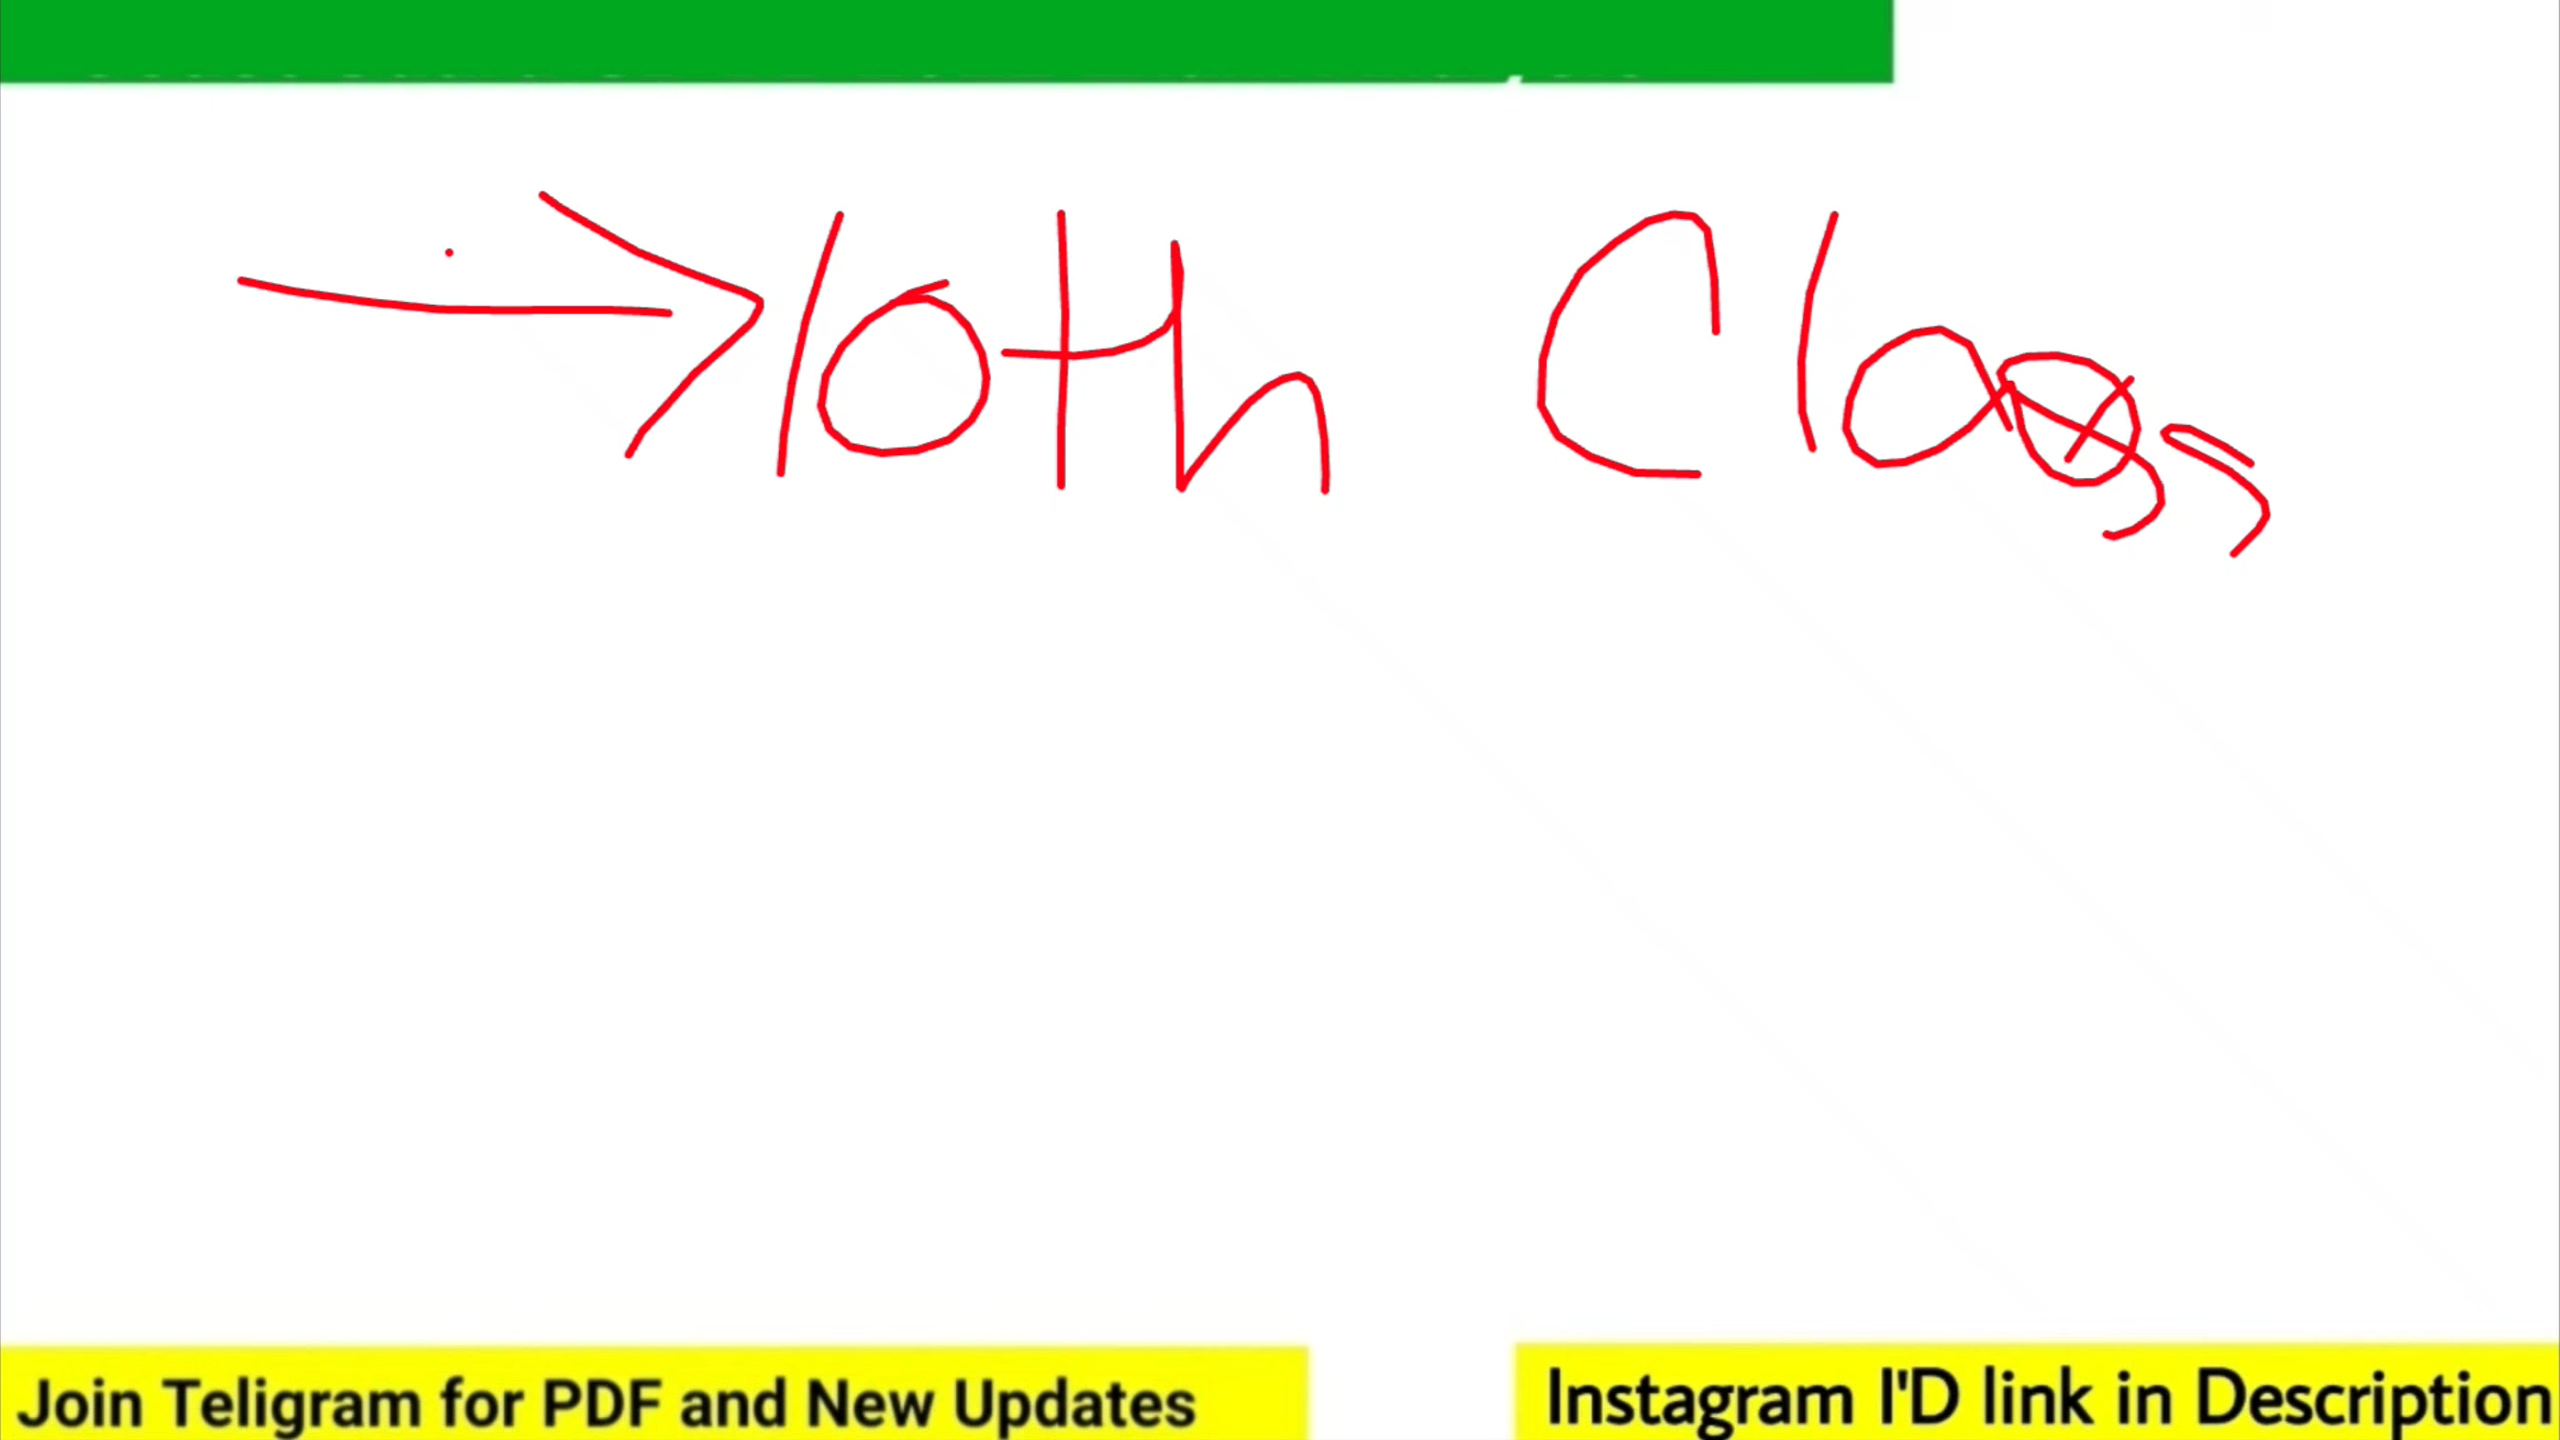 → 10th Class
Join Teligram for PDF and New Updates
Instagram I'D link in Description